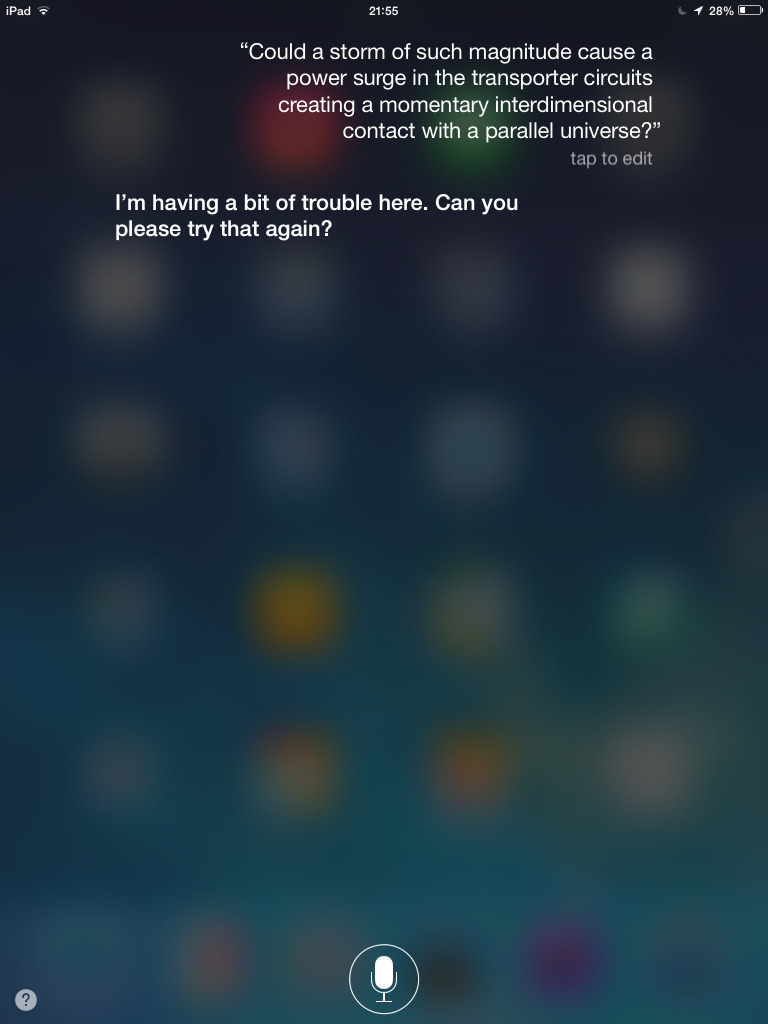 iPad 21:55 28%
“Could a storm of such magnitude cause a
power surge in the transporter circuits
creating a momentary interdimensional
contact with a parallel universe?”
tap to edit
I’m having a bit of trouble here. Can you
please try that again?
?